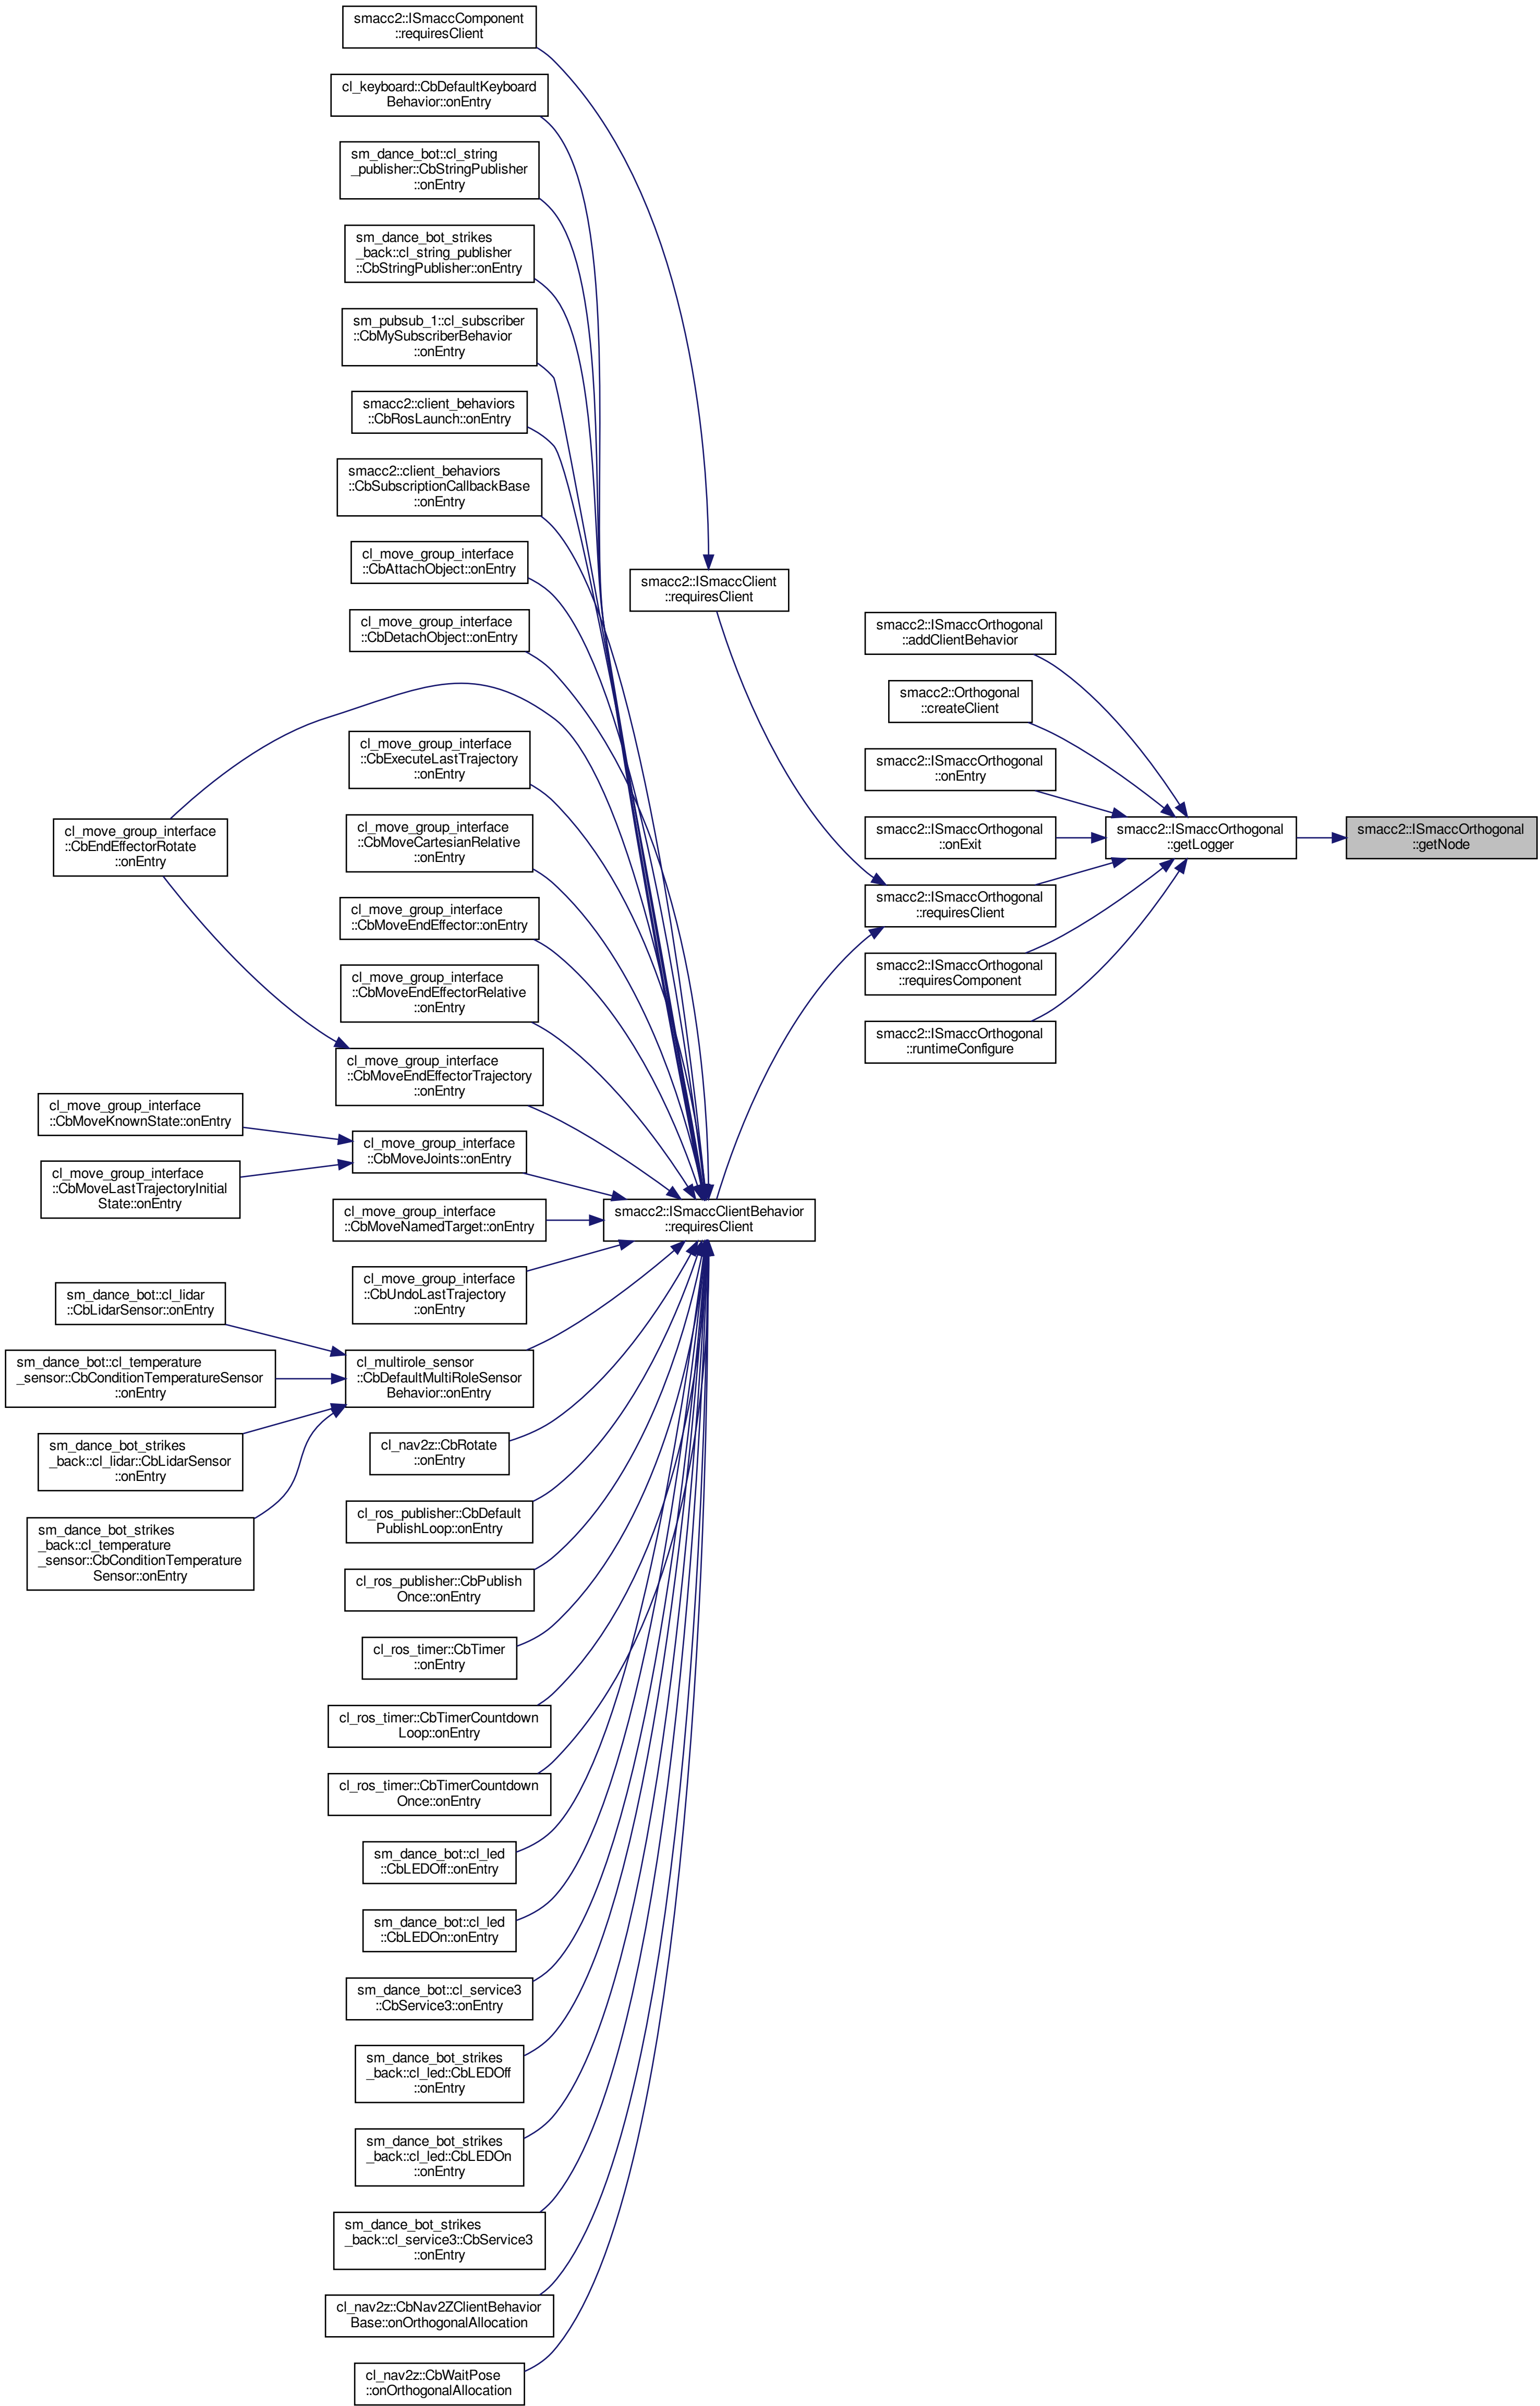 smacc2::ISmaccComponent
::requiresClient
cl_keyboard::CbDefaultKeyboard
Behavior::onEntry
sm_dance_bot::cl_string
_publisher::CbStringPublisher
::onEntry
sm_dance_bot_strikes
_back::cl_string_publisher
::CbStringPublisher::onEntry
sm_pubsub_1::cl_subscriber
::CbMySubscriberBehavior
::onEntry
smacc2::client_behaviors
::CbRosLaunch::onEntry
smacc2::client_behaviors
::CbSubscriptionCallbackBase
::onEntry
cl_move_group_interface
::CbAttachObject::onEntry
cl_move_group_interface
::CbDetachObject::onEntry
cl_move_group_interface
::CbExecuteLastTrajectory
::onEntry
cl_move_group_interface
::CbEndEffectorRotate
::onEntry
cl_move_group_interface
::CbMoveCartesianRelative
::onEntry
cl_move_group_interface
::CbMoveEndEffector::onEntry
cl_move_group_interface
::CbMoveEndEffectorRelative
::onEntry
cl_move_group_interface
::CbMoveEndEffectorTrajectory
::onEntry
cl_move_group_interface
::CbMoveKnownState::onEntry
cl_move_group_interface
::CbMoveLastTrajectoryInitial
State::onEntry
cl_move_group_interface
::CbMoveJoints::onEntry
cl_move_group_interface
::CbMoveNamedTarget::onEntry
cl_move_group_interface
::CbUndoLastTrajectory
::onEntry
sm_dance_bot::cl_lidar
::CbLidarSensor::onEntry
sm_dance_bot::cl_temperature
_sensor::CbConditionTemperatureSensor
::onEntry
sm_dance_bot_strikes
_back::cl_lidar::CbLidarSensor
::onEntry
sm_dance_bot_strikes
_back::cl_temperature
_sensor::CbConditionTemperature
Sensor::onEntry
cl_multirole_sensor
::CbDefaultMultiRoleSensor
Behavior::onEntry
cl_nav2z::CbRotate
::onEntry
cl_ros_publisher::CbDefault
PublishLoop::onEntry
cl_ros_publisher::CbPublish
Once::onEntry
cl_ros_timer::CbTimer
::onEntry
cl_ros_timer::CbTimerCountdown
Loop::onEntry
cl_ros_timer::CbTimerCountdown
Once::onEntry
sm_dance_bot::cl_led
::CbLEDOff::onEntry
sm_dance_bot::cl_led
::CbLEDOn::onEntry
sm_dance_bot::cl_service3
::CbService3::onEntry
sm_dance_bot_strikes
_back::cl_led::CbLEDOff
::onEntry
sm_dance_bot_strikes
_back::cl_led::CbLEDOn
::onEntry
sm_dance_bot_strikes
_back::cl_service3::CbService3
::onEntry
cl_nav2z::CbNav2ZClientBehavior
Base::onOrthogonalAllocation
cl_nav2z::CbWaitPose
::onOrthogonalAllocation
smacc2::ISmaccClient
::requiresClient
smacc2::ISmaccClientBehavior
::requiresClient
smacc2::ISmaccOrthogonal
::addClientBehavior
smacc2::Orthogonal
::createClient
smacc2::ISmaccOrthogonal
::onEntry
smacc2::ISmaccOrthogonal
::onExit
smacc2::ISmaccOrthogonal
::requiresClient
smacc2::ISmaccOrthogonal
::requiresComponent
smacc2::ISmaccOrthogonal
::runtimeConfigure
smacc2::ISmaccOrthogonal
::getLogger
smacc2::ISmaccOrthogonal
::getNode